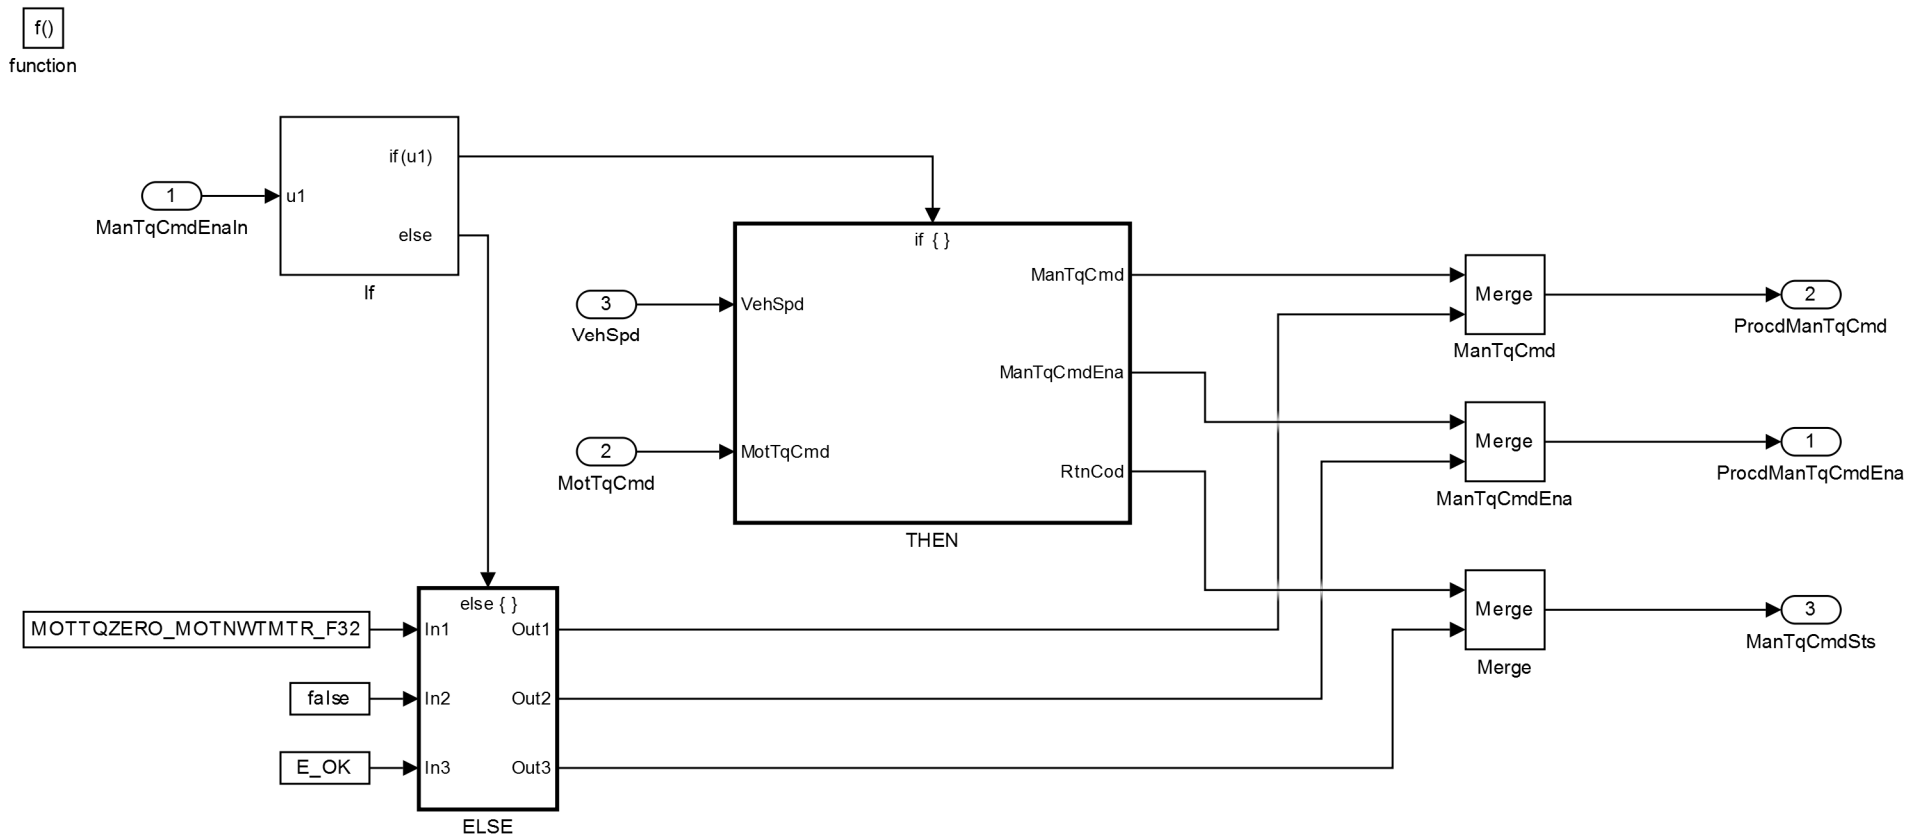 f()
function
if(u1)
1
u1
ManTqCmdEnaIn
else
If
if { }
ManTqCmd
3
VehSpd
VehSpd
Merge
2
ManTqCmd
ProcdManTqCmd
ManTqCmdEna
2
MotTqCmd
MotTqCmd
RtnCod
THEN
Merge
1
ManTqCmdEna
ProcdManTqCmdEna
else { }
MOTTQZERO_MOTNWTMTR_F32
In1
Out1
Merge
3
Merge
ManTqCmdSts
false
In2
Out2
E_OK
In3
Out3
ELSE